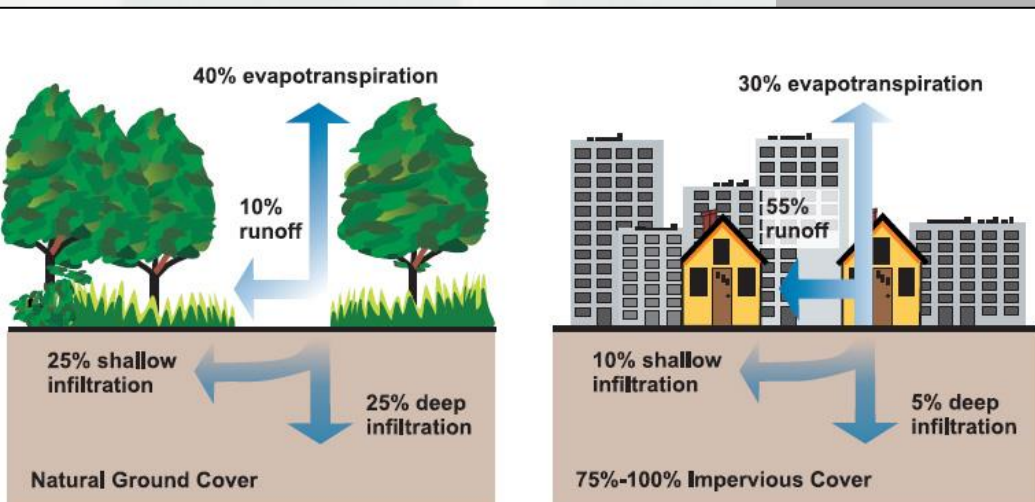 40% evapotranspiration
10%
runoff
25% shallow
infiltration
25% deep
infiltration
Natural Ground Cover
30% evapotranspiration
55%
runoff
10% shallow
infiltration
5% deep
infiltration
75%-100% Impervious Cover